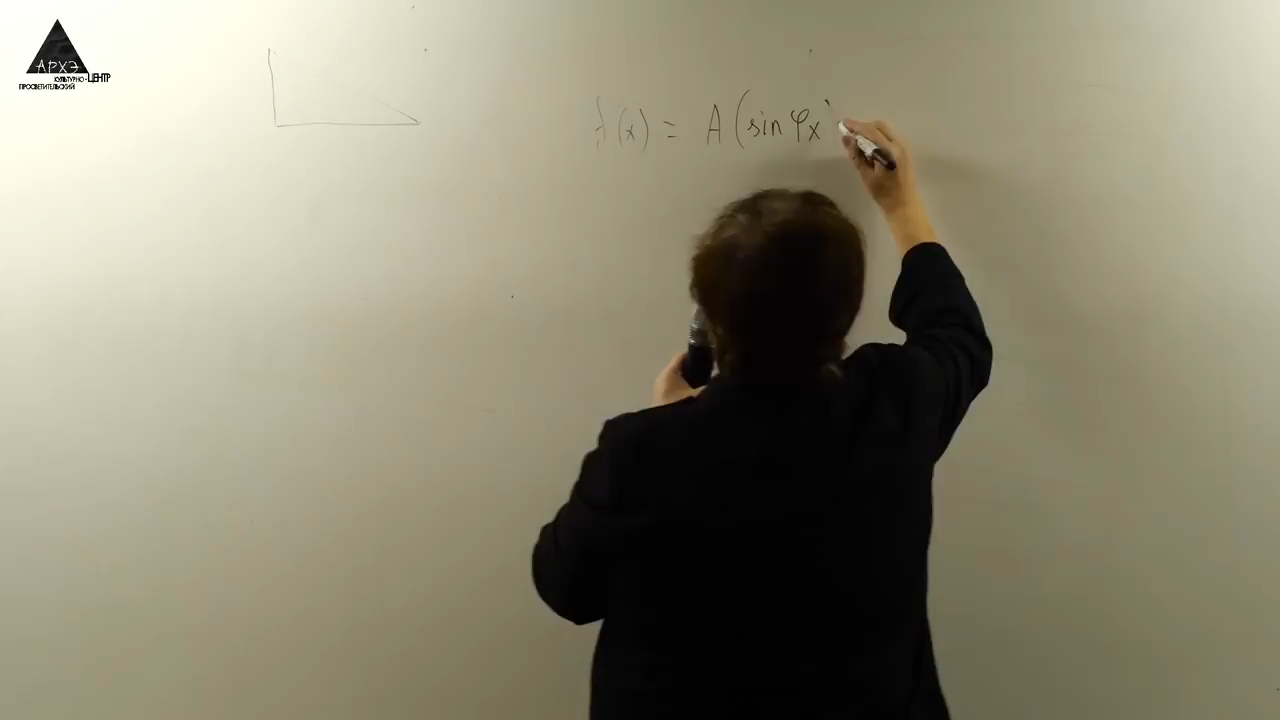 АРХЭ
КУЛЬТУРНО-ЦЕНТР
ПРОСВЕТИТЕЛЬСКИЙ
f(x) = A (sin φx)